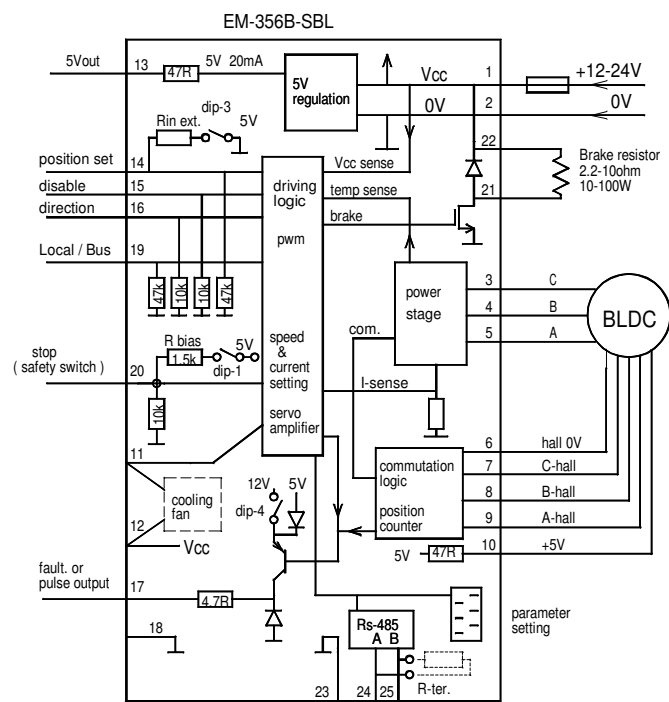 EM-356B-SBL
5Vout
13
47R
5V 20mA
5V
regulation
Vcc
1
+12-24V
0V
2
0V
dip-3
Rin ext.
5V
22
Brake resistor
2.2-10ohm
10-100W
21
position set
14
disable
15
direction
16
Local / Bus
19
driving
logic
pwm
Vcc sense
temp sense
brake
47k
10k
10k
47k
power
stage
3
C
4
B
5
A
BLDC
com.
R bias
1.5k
5V
dip-1
speed
&
current
setting
stop
( safety switch )
20
10k
I-sense
servo
amplifier
11
cooling
fan
12
Vcc
12V
5V
dip-4
commutation
logic
position
counter
6
hall 0V
7
C-hall
8
B-hall
9
A-hall
5V
47R
10
+5V
fault. or
pulse output
17
4.7R
18
Rs-485
A B
parameter
setting
R-ter.
23
24
25